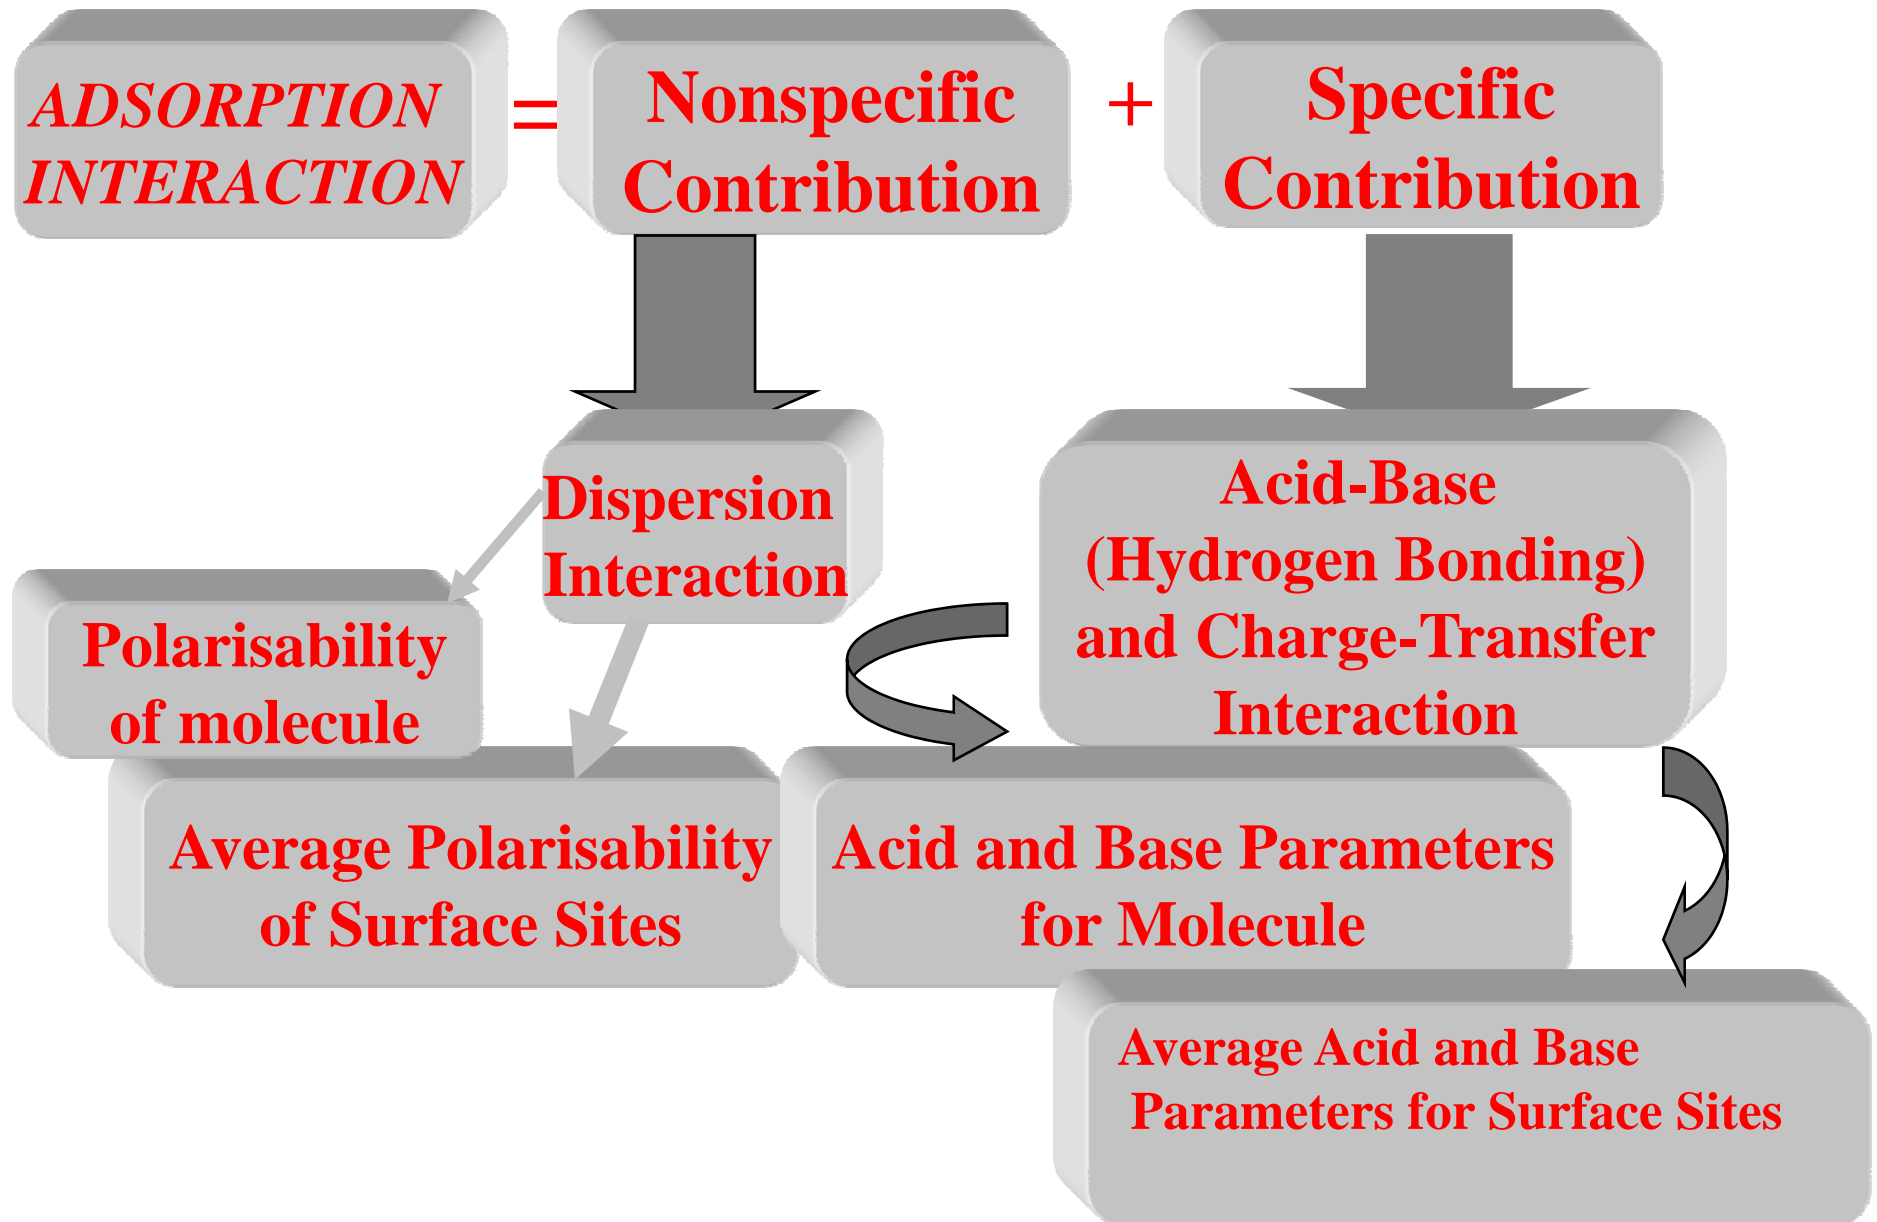 ADSORPTION
INTERACTION
=
Nonspecific
Contribution
+
Specific
Contribution
Dispersion
Interaction
Acid-Base
(Hydrogen Bonding)
and Charge-Transfer
Interaction
Polarisability
of molecule
Average Polarisability
of Surface Sites
Acid and Base Parameters
for Molecule
Average Acid and Base
Parameters for Surface Sites